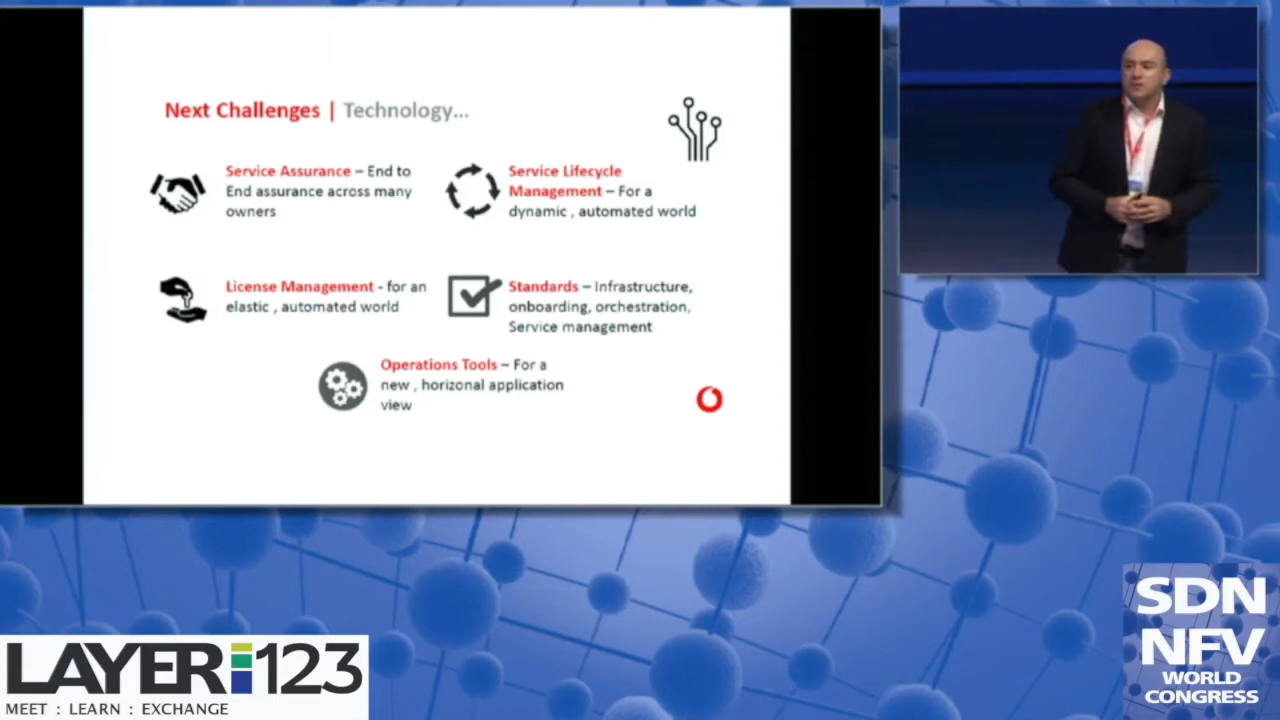 Next Challenges | Technology...
Service Assurance – End to
End assurance across many
owners
Service Lifecycle
Management – For a
dynamic , automated world
License Management - for an
elastic , automated world
Standards – Infrastructure,
onboarding, orchestration,
Service management
Operations Tools – For a
new , horizonal application
view
LAYER123
MEET : LEARN : EXCHANGE
SDN
NFV
WORLD
CONGRESS